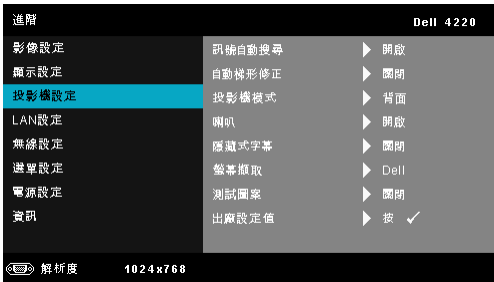 進階 Dell 4220
影像設定
顯示設定
投影機設定
LAN設定
無線設定
選單設定
電源設定
資訊
訊號自動搜尋 開啟
自動梯形修正 關閉
投影機模式 背面
喇叭 開啟
隱藏式字幕 關閉
螢幕擷取 Dell
測試圖案 關閉
出廠設定值 按 ✓
解析度 1024x768